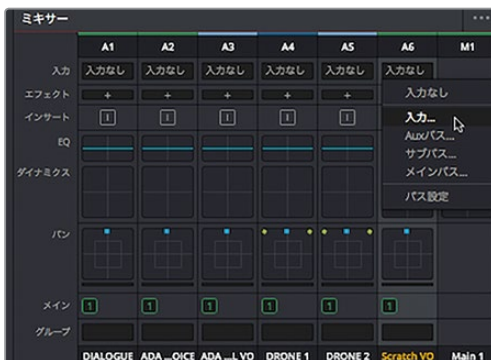 ミキサー
A1 A2 A3 A4 A5 A6 M1
入力 入力なし 入力なし 入力なし 入力なし 入力なし 入力なし
エフェクト + + + + +
インサート
EQ
ダイナミクス
入力なし
入力...
Auxバス...
サブバス...
メインバス...
バス設定
パン
メイン 1 1 1 1 1 1
グループ
DIALOGUE ADA ...OICE ADA ...L VO DRONE 1 DRONE 2 Scratch VO Main 1